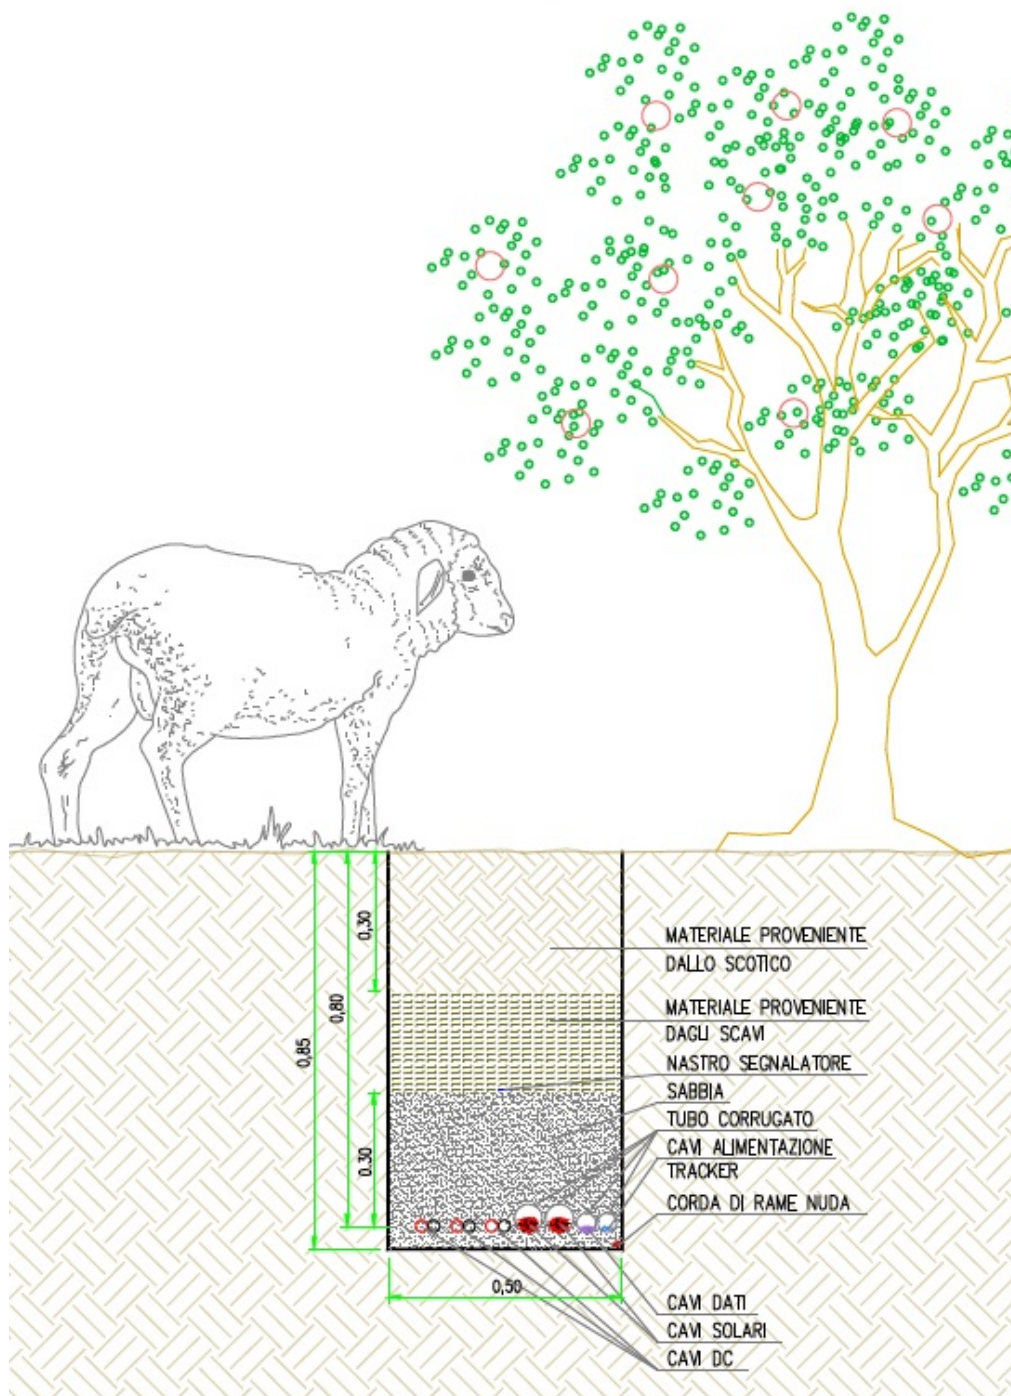 0,30
0,80
0,85
0.30
0,50
MATERIALE PROVENIENTE
DALLO SCOTICO
MATERIALE PROVENIENTE
DAGLI SCAVI
NASTRO SEGNALATORE
SABBIA
TUBO CORRUGATO
CAVI ALIMENTAZIONE
TRACKER
CORDA DI RAME NUDA
CAVI DATI
CAVI SOLARI
CAVI DC